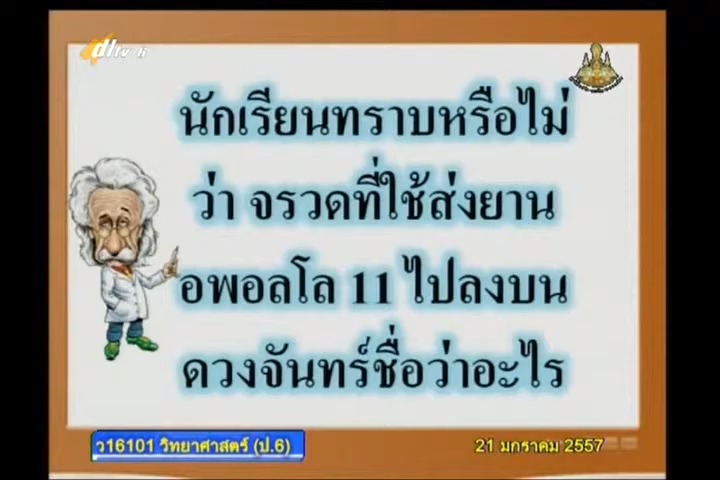 dltv 6
นักเรียนทราบหรือไม่
ว่า จรวดที่ใช้ส่งยาน
อพอลโล 11 ไปลงบน
ดวงจันทร์ชื่อว่าอะไร
ว16101 วิทยาศาสตร์ (ป.6)
21 มกราคม 2557